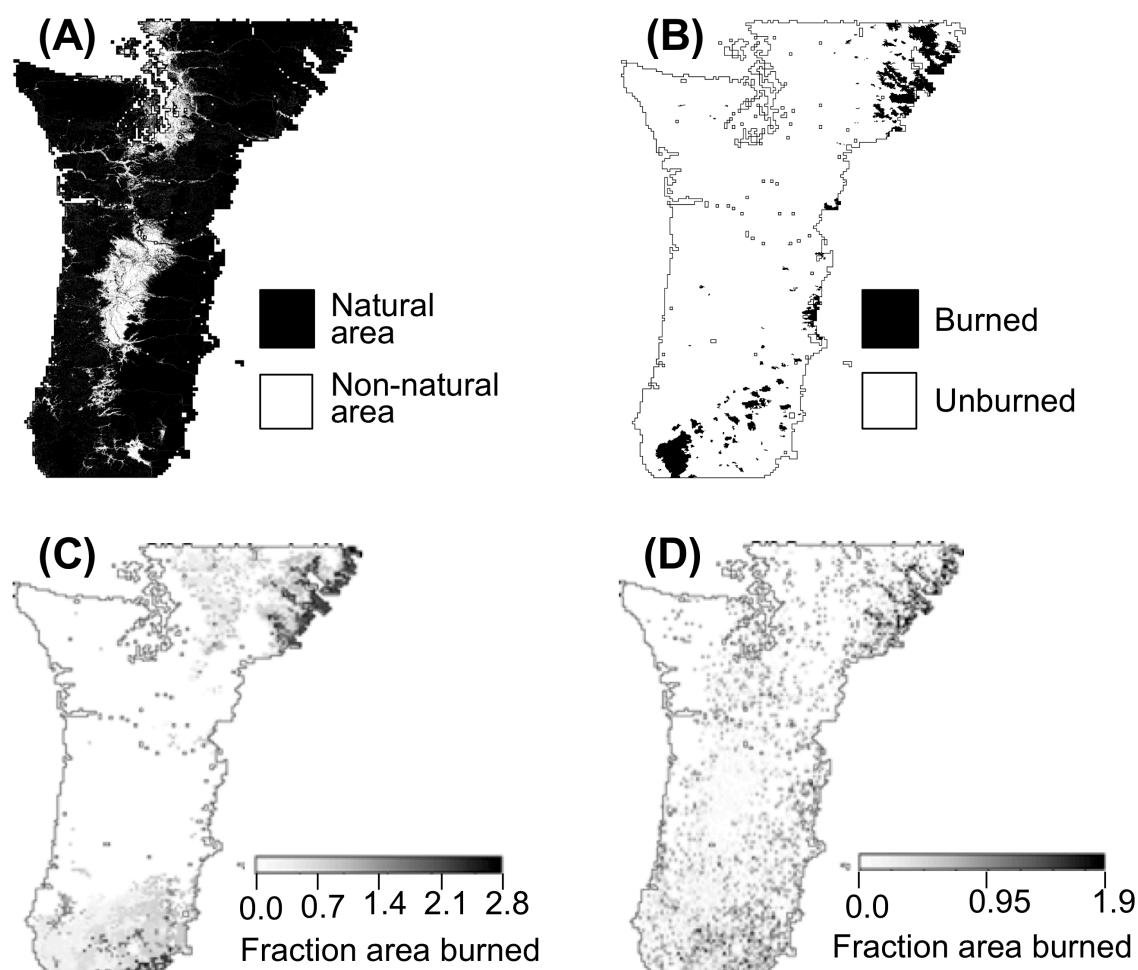 (A)
(B)
Natural
area
Non-natural
area
Burned
Unburned
(C)
(D)
0.0 0.7 1.4 2.1 2.8
Fraction area burned
0.0 0.95 1.9
Fraction area burned